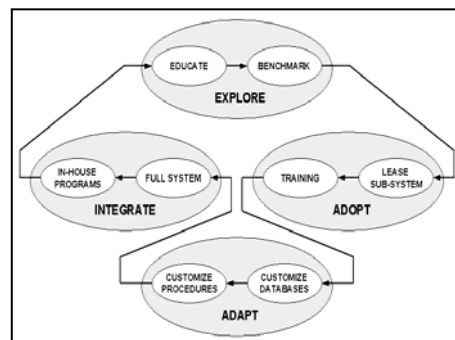 EDUCATE
BENCHMARK
EXPLORE
IN-HOUSE
PROGRAMS
FULL SYSTEM
INTEGRATE
TRAINING
LEASE
SUB-SYSTEM
ADOPT
CUSTOMIZE
PROCEDURES
CUSTOMIZE
DATABASES
ADAPT